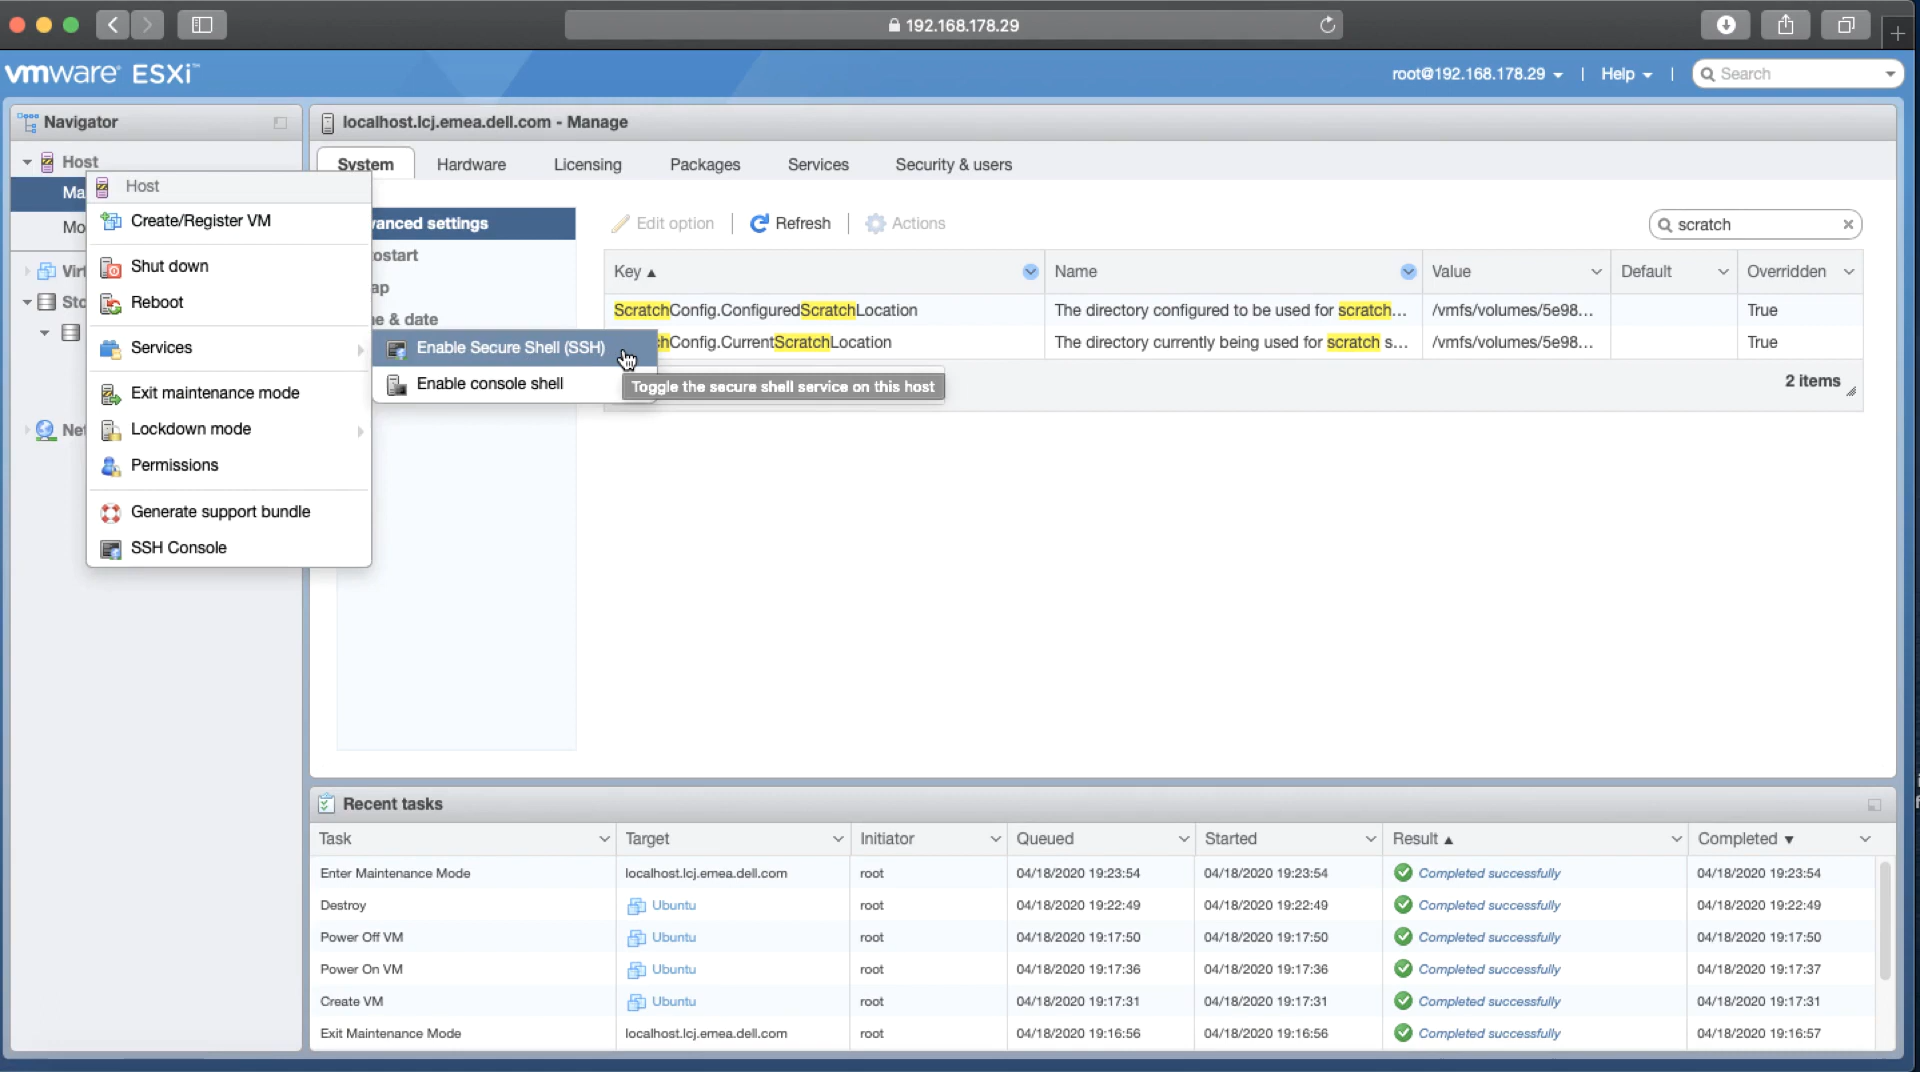 192.168.178.29
vmware® ESXi™
root@192.168.178.29 | Help | Search
Navigator
localhost.lcj.emea.dell.com - Manage
Host
System Hardware Licensing Packages Services Security & users
Ma
Host
Mo
Create/Register VM
vanced settings
Edit option | Refresh | Actions
scratch
ostart
Virt
Shut down
Key Name Value Default Overridden
ap
Sto
Reboot
ScratchConfig.ConfiguredScratchLocation The directory configured to be used for scratch... /vmfs/volumes/5e98... True
e & date
Services
Enable Secure Shell (SSH)
hConfig.CurrentScratchLocation The directory currently being used for scratch s... /vmfs/volumes/5e98... True
Enable console shell
Toggle the secure shell service on this host
2 items
Exit maintenance mode
Net
Lockdown mode
Permissions
Generate support bundle
SSH Console
Recent tasks
Task Target Initiator Queued Started Result Completed
Enter Maintenance Mode localhost.lcj.emea.dell.com root 04/18/2020 19:23:54 04/18/2020 19:23:54 Completed successfully 04/18/2020 19:23:54
Destroy Ubuntu root 04/18/2020 19:22:49 04/18/2020 19:22:49 Completed successfully 04/18/2020 19:22:49
Power Off VM Ubuntu root 04/18/2020 19:17:50 04/18/2020 19:17:50 Completed successfully 04/18/2020 19:17:50
Power On VM Ubuntu root 04/18/2020 19:17:36 04/18/2020 19:17:36 Completed successfully 04/18/2020 19:17:37
Create VM Ubuntu root 04/18/2020 19:17:31 04/18/2020 19:17:31 Completed successfully 04/18/2020 19:17:31
Exit Maintenance Mode localhost.lcj.emea.dell.com root 04/18/2020 19:16:56 04/18/2020 19:16:56 Completed successfully 04/18/2020 19:16:57